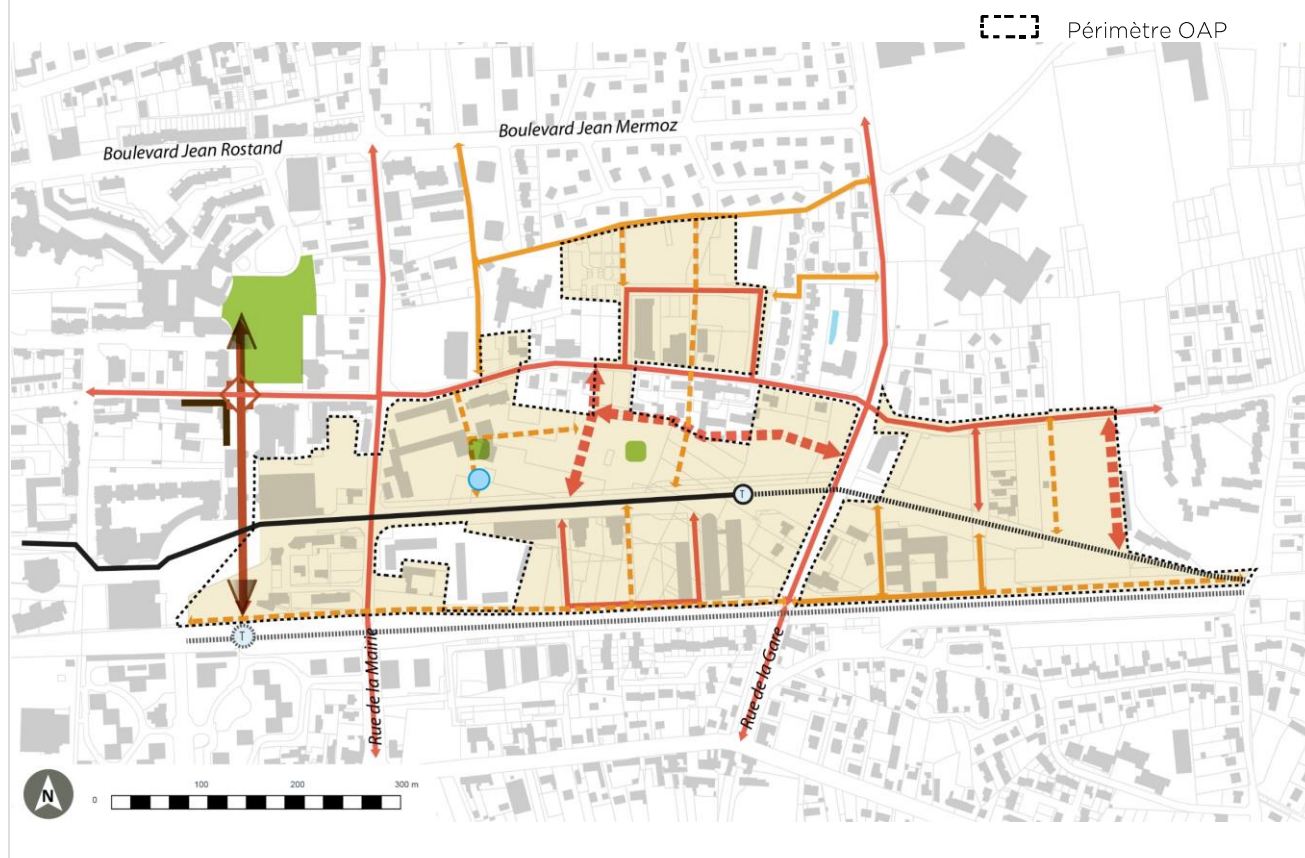 Périmètre OAP
Boulevard Jean Mermoz
Boulevard Jean Rostand
T
T
Rue de la Mairie
Rue de la Gare
N
0 100 200 300 m